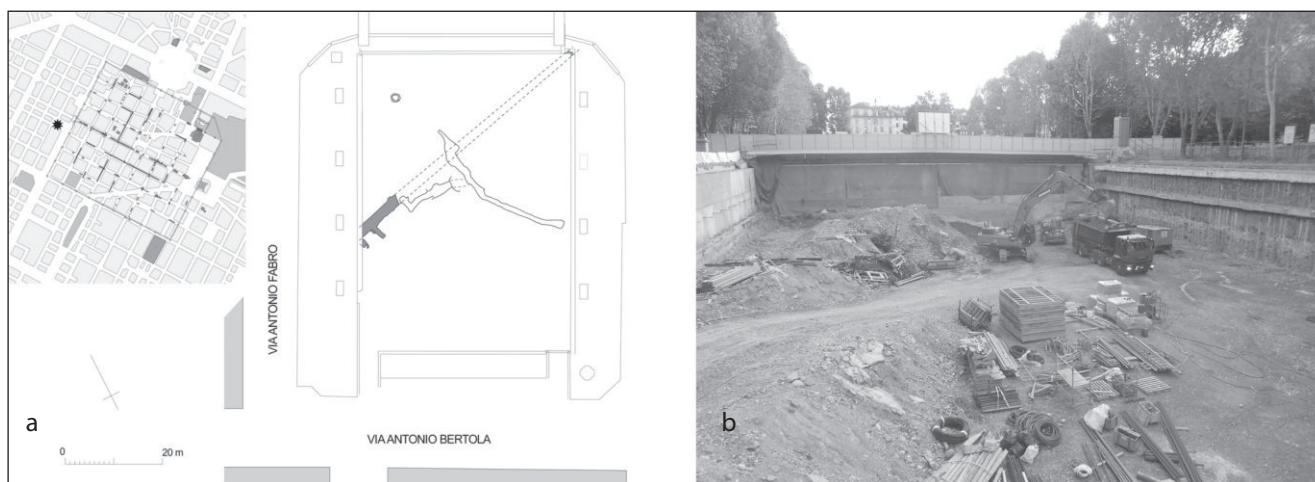 VIA ANTONIO FABRO
VIA ANTONIO BERTOLA
a
0 20 m
b